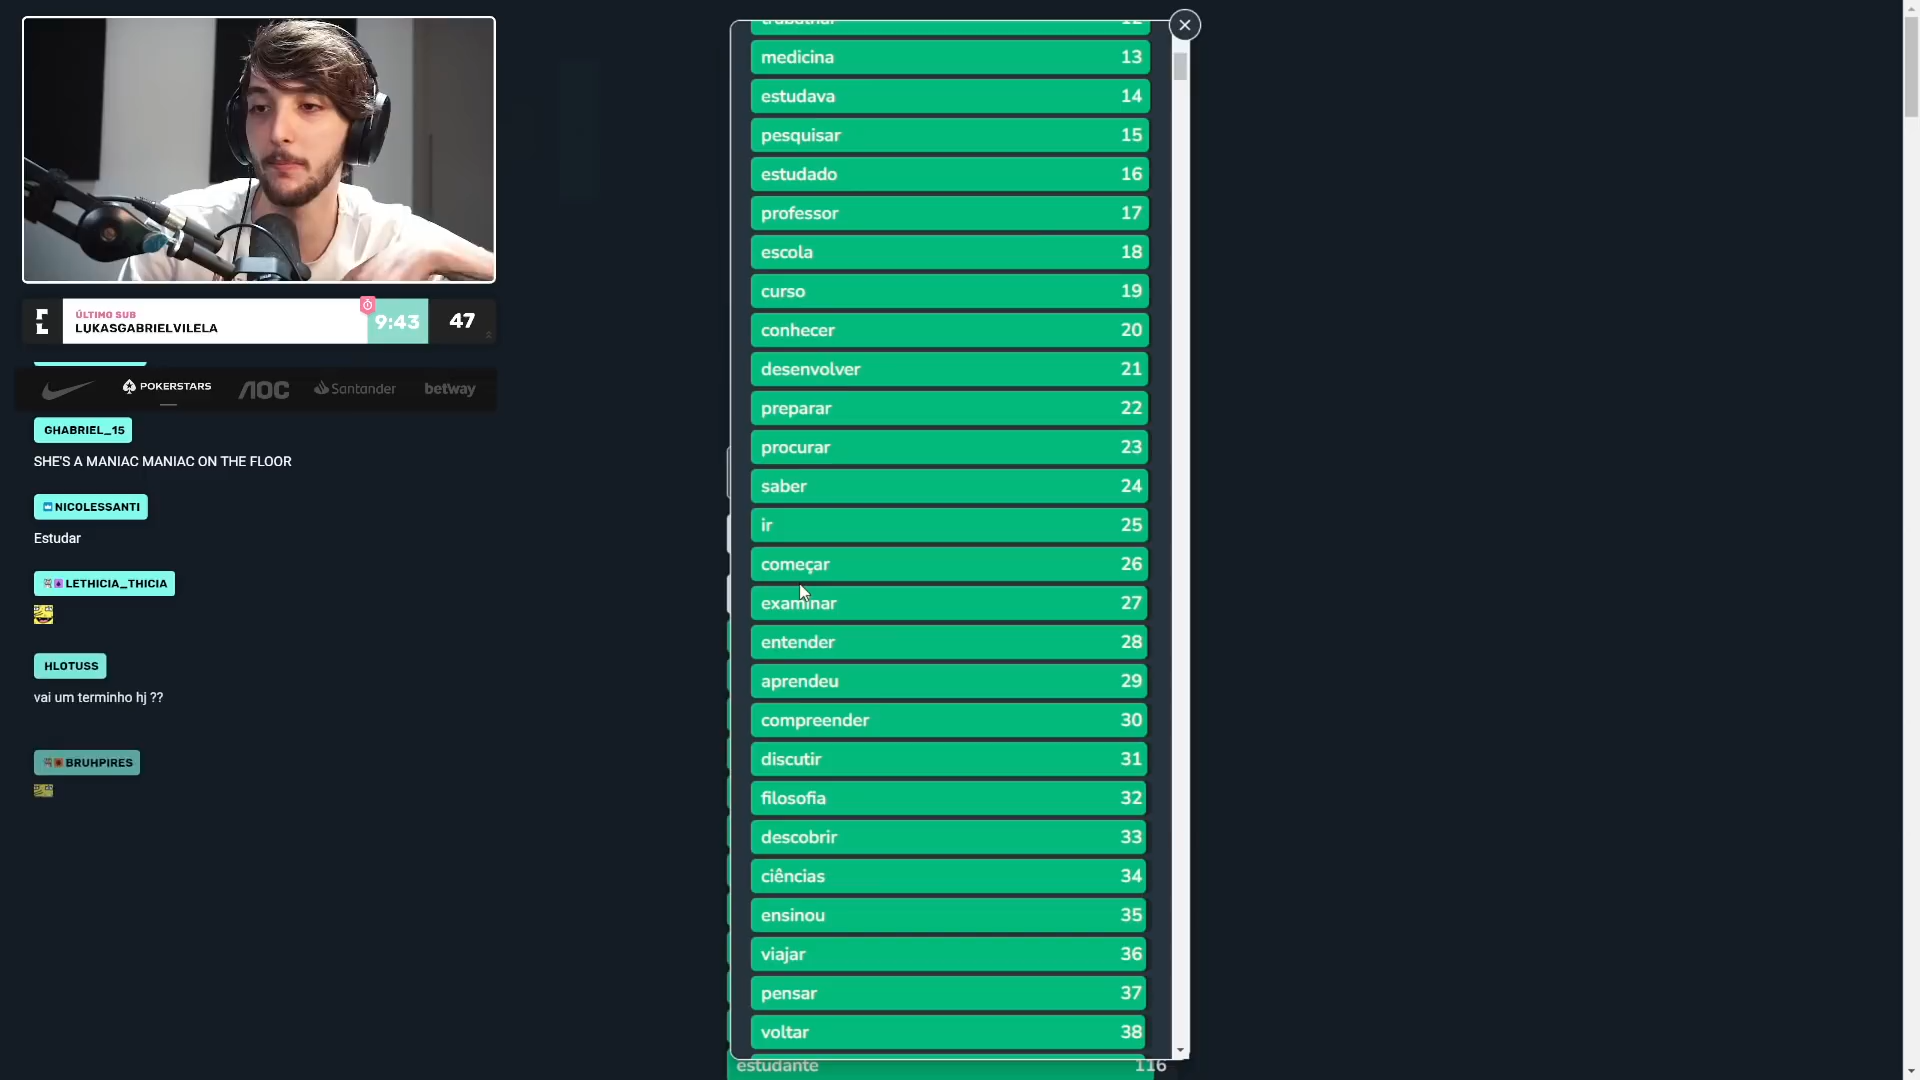 ÚLTIMO SUB
LUKASGABRIELVILELA
9:43
47
POKERSTARS
AOC
Santander
betway
GHABRIEL_15
SHE'S A MANIAC MANIAC ON THE FLOOR
NICOLESSANTI
Estudar
LETHICIA_THICIA
HLOTUSS
vai um terminho hj ??
BRUHPIRES
trabalhar 12
medicina 13
estudava 14
pesquisar 15
estudado 16
professor 17
escola 18
curso 19
conhecer 20
desenvolver 21
preparar 22
procurar 23
saber 24
ir 25
começar 26
examinar 27
entender 28
aprendeu 29
compreender 30
discutir 31
filosofia 32
descobrir 33
ciências 34
ensinou 35
viajar 36
pensar 37
voltar 38
estudante 116